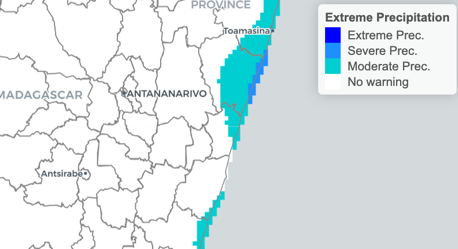 PROVINCE
Toamasina
ANTANANARIVO
MADAGASCAR
Antsirabe
Extreme Precipitation
Extreme Prec.
Severe Prec.
Moderate Prec.
No warning